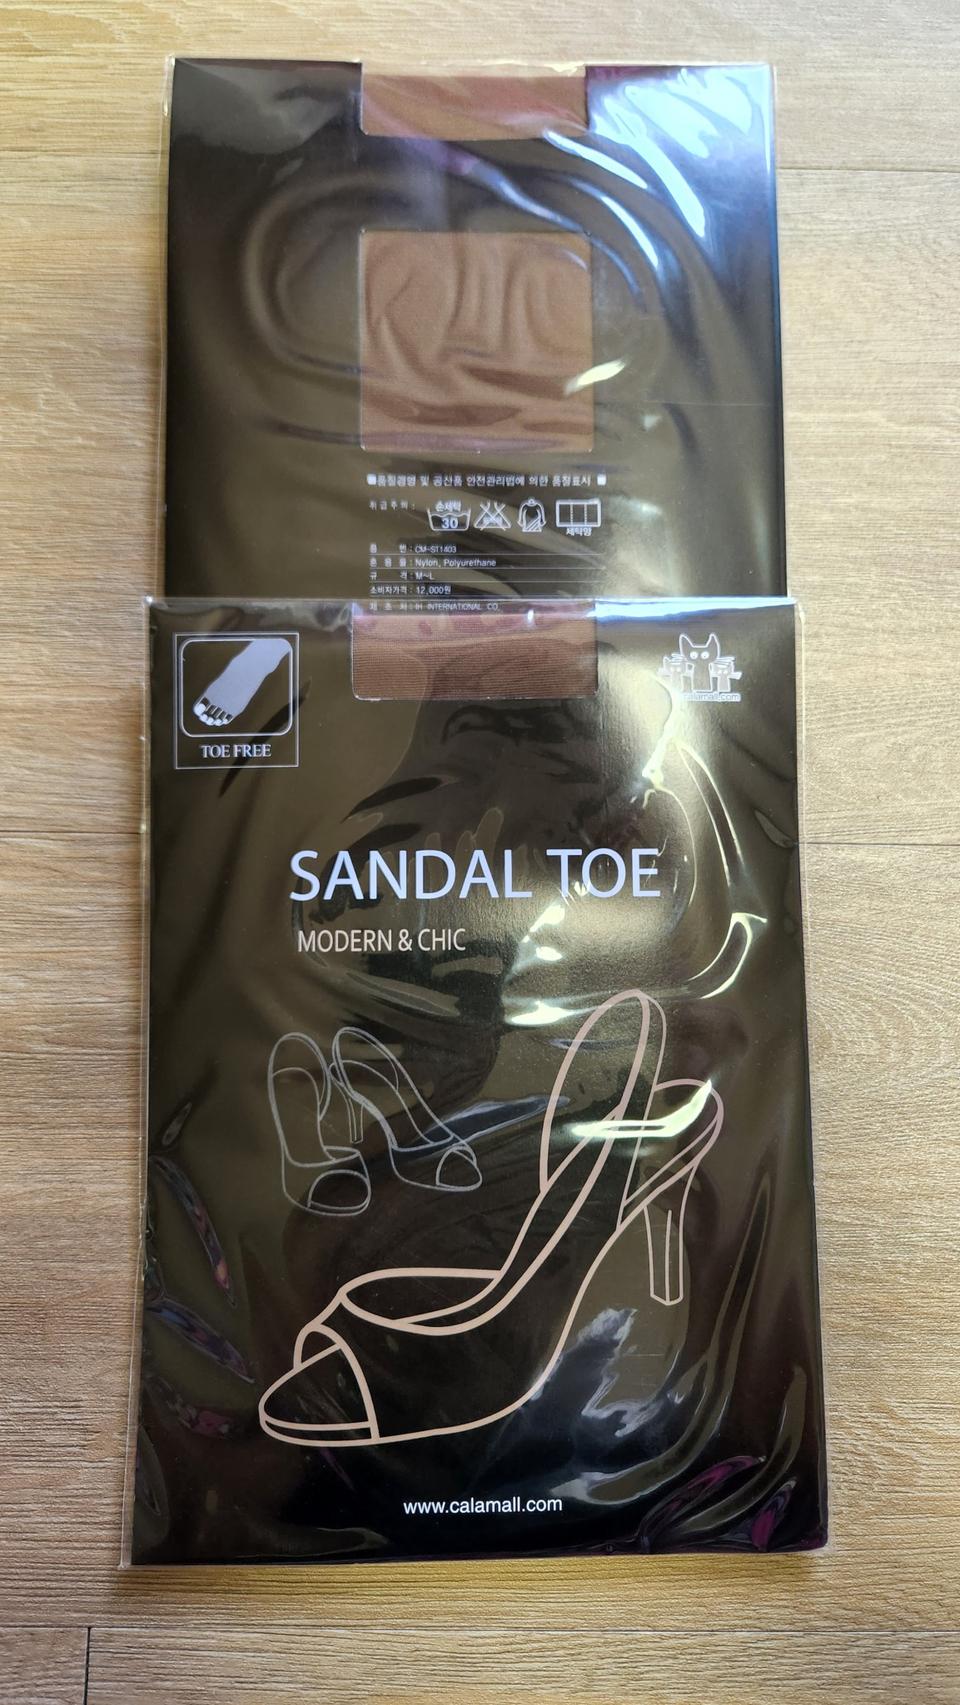 ■품질경영 및 공산품 안전관리법에 의한 품질표시 ■
취급주의 :
손세탁
30
세탁망
품 번 : CM-ST1403
혼 용 율 : Nylon, Polyurethane
규 격 : M~L
소비자가격 : 12,000원
제 조 처 : IH INTERNATIONAL CO,
TOE FREE
calamall.com
SANDAL TOE
MODERN & CHIC
www.calamall.com